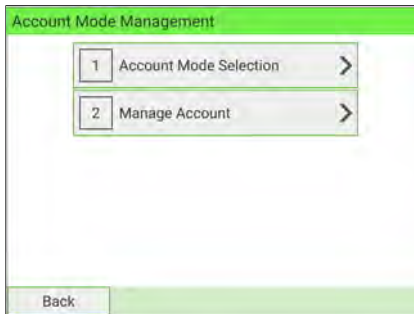 Account Mode Management
1 Account Mode Selection
2 Manage Account
Back